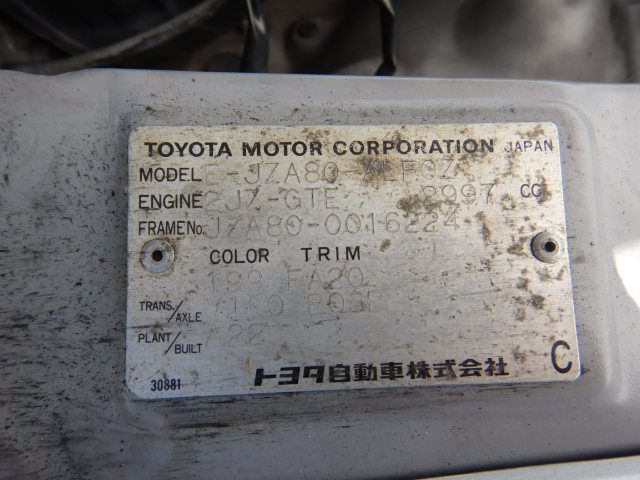 TOYOTA MOTOR CORPORATION JAPAN
MODEL E-JZA80-
ENGINE 2JZ-GTE 2997 CC
FRAME No. JZA80-0016224
COLOR TRIM
199 FA20
TRANS./AXLE V160
PLANT/BUILT A22
30881 トヨタ自動車株式会社 C